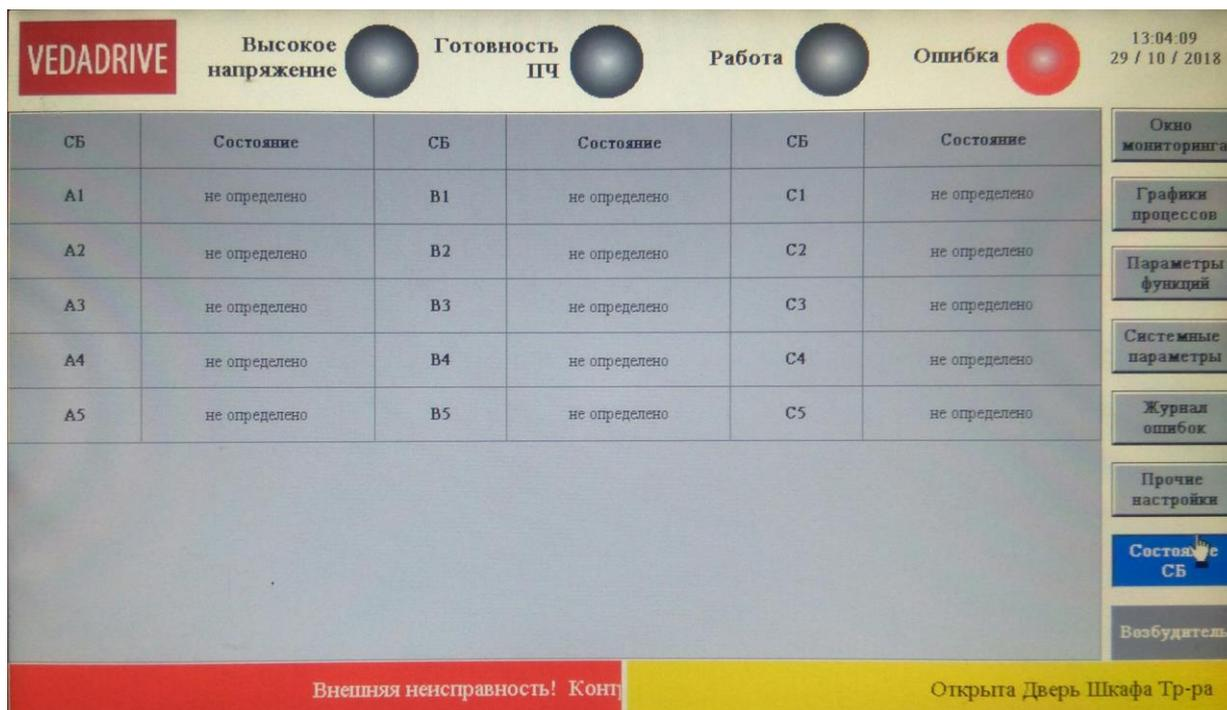 VEDADRIVE
Высокое
напряжение
Готовность
ПЧ
Работа
Ошибка
13:04:09
29 / 10 / 2018
СБ Состояние СБ Состояние СБ Состояние
A1 не определено B1 не определено C1 не определено
A2 не определено B2 не определено C2 не определено
A3 не определено B3 не определено C3 не определено
A4 не определено B4 не определено C4 не определено
A5 не определено B5 не определено C5 не определено
Окно
мониторинга
Графики
процессов
Параметры
функций
Системные
параметры
Журнал
ошибок
Прочие
настройки
СБ
Возбудитель
Внешняя неисправность!
Открыта Дверь Шкафа Тр-ра